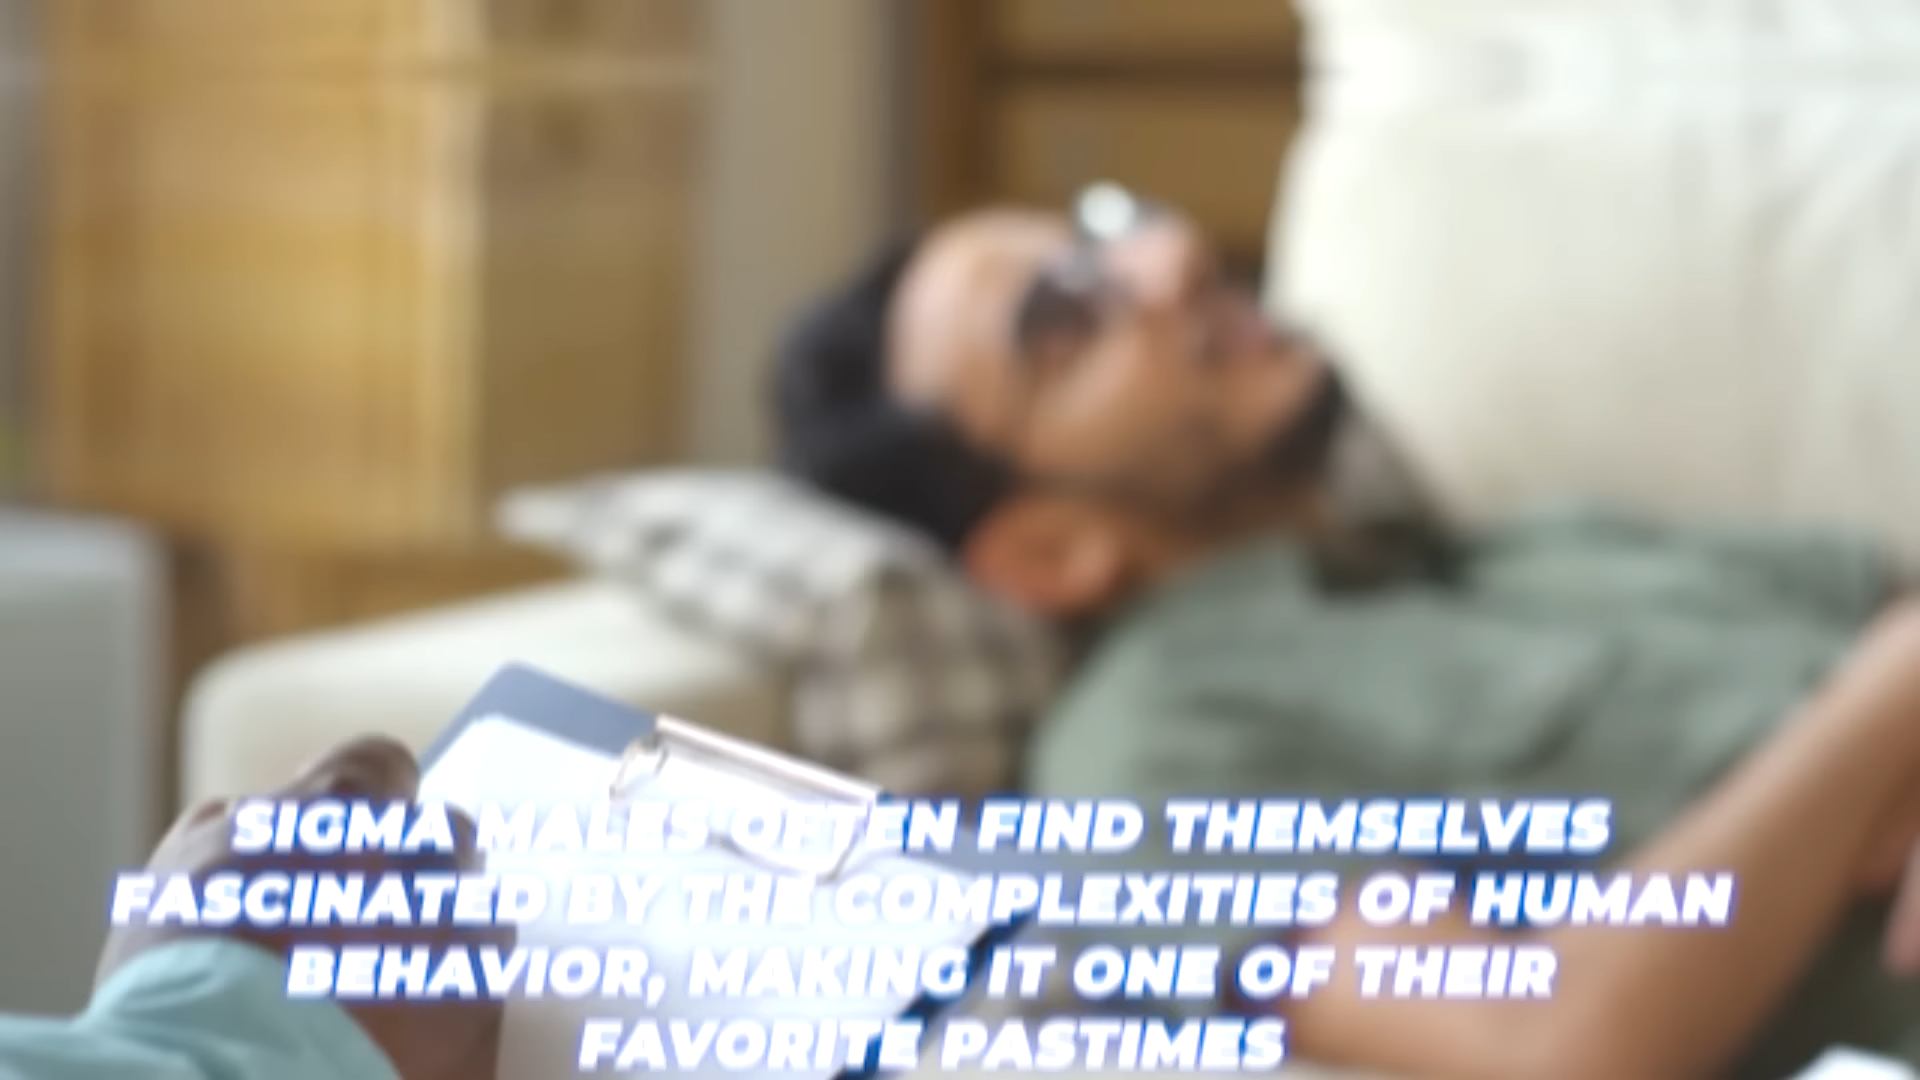 SIGMA MALES OFTEN FIND THEMSELVES
FASCINATED BY THE COMPLEXITIES OF HUMAN
BEHAVIOR, MAKING IT ONE OF THEIR
FAVORITE PASTIMES